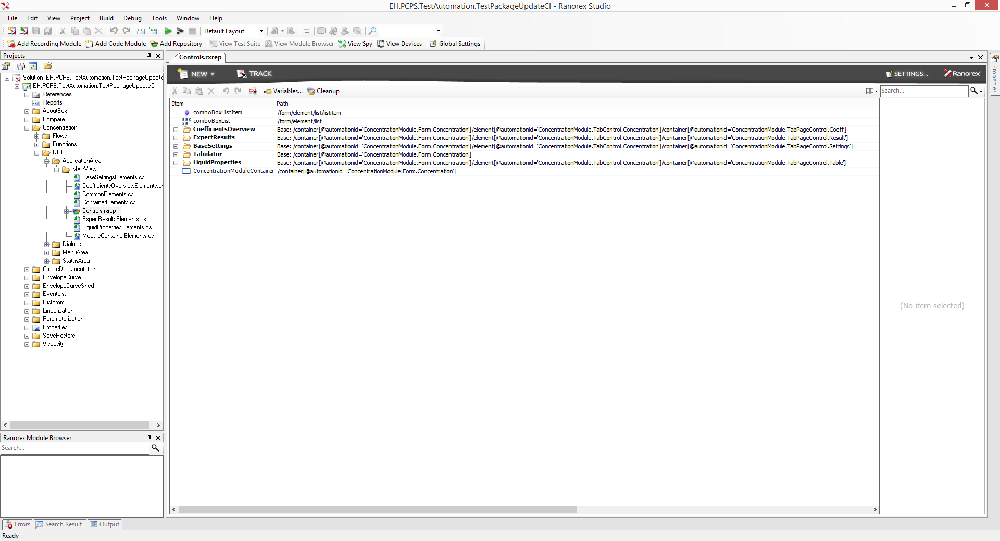 EH.PCPS.TestAutomation.TestPackageUpdateCI - Ranorex Studio
File Edit View Project Build Debug Tools Window Help
Default Layout
Add Recording Module Add Code Module Add Repository View Test Suite View Module Browser View Spy View Devices Global Settings
Projects
Solution EH.PCPS.TestAutomation.TestPackageUpdate
EH.PCPS.TestAutomation.TestPackageUpdateCI
References
Reports
AboutBox
Compare
Concentration
Flows
Functions
GUI
ApplicationArea
MainView
BaseSettingsElements.cs
CoefficientsOverviewElements.c
CommonElements.cs
ContainerElements.cs
Controls.rxrep
ExpertResultsElements.cs
LiquidPropertiesElements.cs
ModuleContainerElements.cs
Dialogs
MenuArea
StatusArea
CreateDocumentation
EnvelopeCurve
EnvelopeCurveShed
EventList
Historom
Linearization
Parameterization
Properties
SaveRestore
Viscosity
Ranorex Module Browser
Search...
Controls.rxrep
NEW TRACK SETTINGS... Ranorex
Variables... Cleanup Search...
Item Path
comboBoxListItem /form/element/list/listitem
comboBoxList /form/element/list
CoefficientsOverview Base: /container[@automationid='ConcentrationModule.Form.Concentration']/element[@automationid='ConcentrationModule.TabControl.Concentration']/container[@automationid='ConcentrationModule.TabPageControl.Coeff']
ExpertResults Base: /container[@automationid='ConcentrationModule.Form.Concentration']/element[@automationid='ConcentrationModule.TabControl.Concentration']/container[@automationid='ConcentrationModule.TabPageControl.Result']
BaseSettings Base: /container[@automationid='ConcentrationModule.Form.Concentration']/element[@automationid='ConcentrationModule.TabControl.Concentration']/container[@automationid='ConcentrationModule.TabPageControl.Settings']
Tabulator Base: /container[@automationid='ConcentrationModule.Form.Concentration']
LiquidProperties Base: /container[@automationid='ConcentrationModule.Form.Concentration']/element[@automationid='ConcentrationModule.TabControl.Concentration']/container[@automationid='ConcentrationModule.TabPageControl.Table']
ConcentrationModuleContainer /container[@automationid='ConcentrationModule.Form.Concentration']
(No item selected)
Properties
Errors Search Result Output
Ready